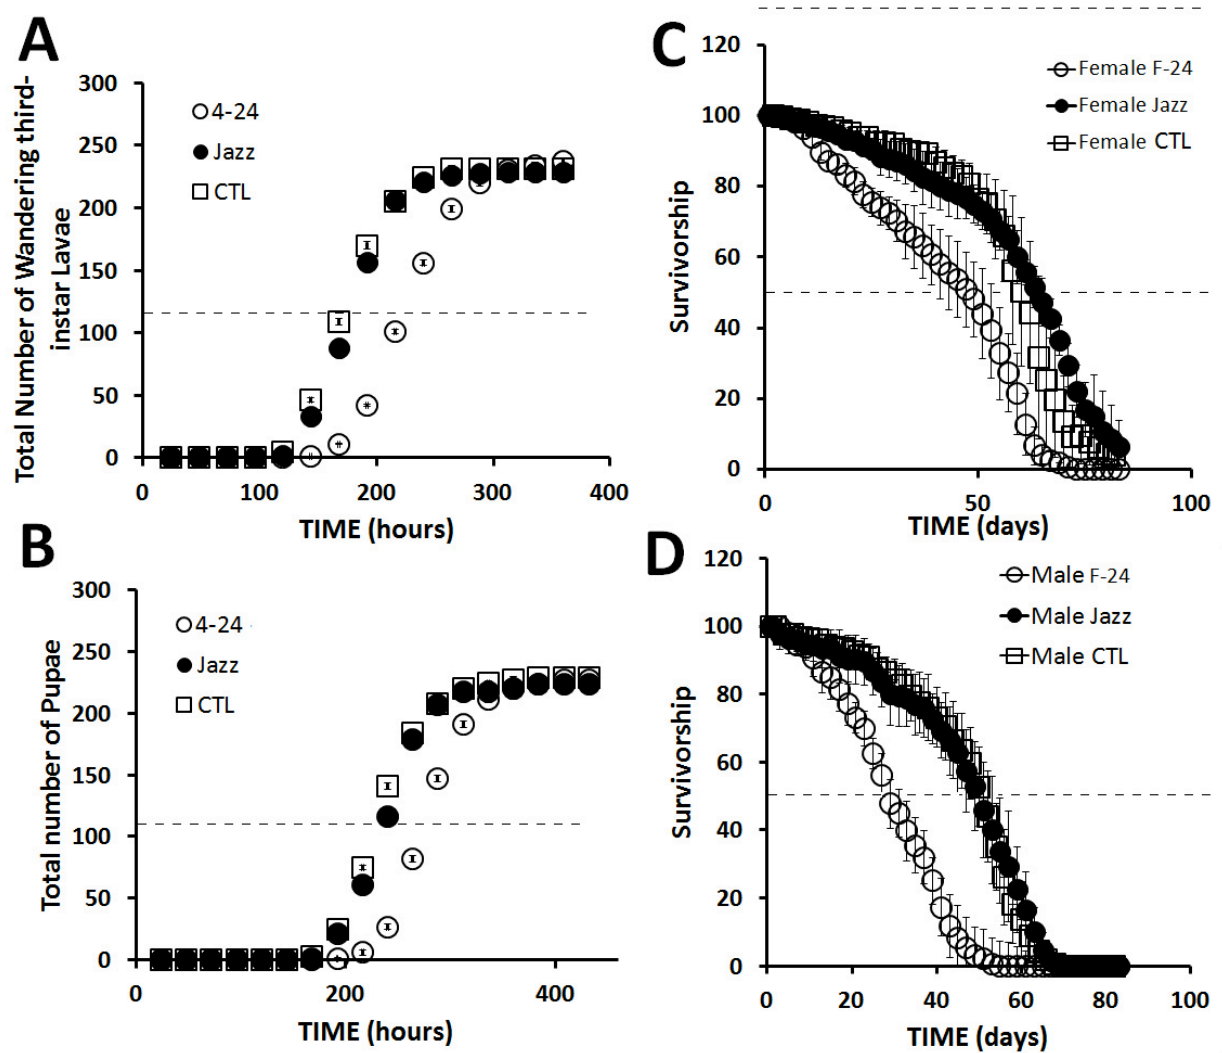 A
Total Number of Wandering third-
instar Lavae
300
250
200
150
100
50
0
4-24
Jazz
CTL
0 100 200 300 400
TIME (hours)
B
Total number of Pupae
300
250
200
150
100
50
0
4-24
Jazz
CTL
0 200 400
TIME (hours)
C
Survivorship
120
100
80
60
40
20
0
Female F-24
Female Jazz
Female CTL
0 50 100
TIME (days)
D
Survivorship
120
100
80
60
40
20
0
Male F-24
Male Jazz
Male CTL
0 20 40 60 80 100
TIME (days)